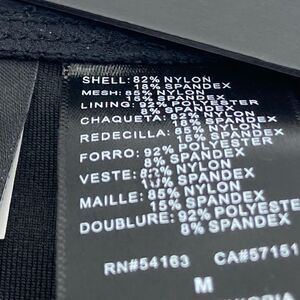 SHELL: 82% NYLON
18% SPANDEX
MESH: 85% NYLON
15% SPANDEX
LINING: 92% POLYESTER
8% SPANDEX
CHAQUETA: 82% NYLON
18% SPANDEX
REDECILLA: 85% NYLON
15% SPANDEX
FORRO: 92% POLYESTER
8% SPANDEX
VESTE: 82% NYLON
18% SPANDEX
MAILLE: 85% NYLON
15% SPANDEX
DOUBLURE: 92% POLYESTER
8% SPANDEX
RN#54163 CA#57151
M